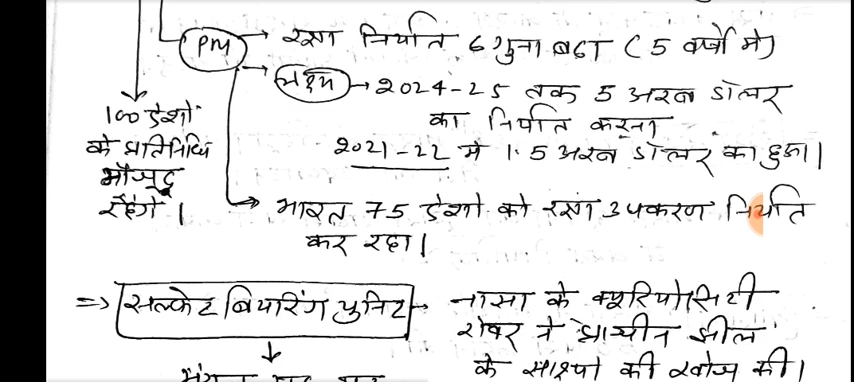 PM → रक्षा निर्यात 6 गुना बढा (5 वर्षो मे)
→ लक्ष्य → 2024-25 तक 5 अरब डॉलर
का निर्यात करना
2021-22 मे 1.5 अरब डॉलर का हुआ।
100 देशो
के प्रतिनिधि
मौजूद
रहेंगे।
→ भारत 75 देशो को रक्षा उपकरण निर्यात
कर रहा।
⇒ सल्फेट बियरिंग युनिट → नासा के क्यूरियोसिटी
रोवर ने प्राचीन झील
के साक्ष्यो की खोज की।